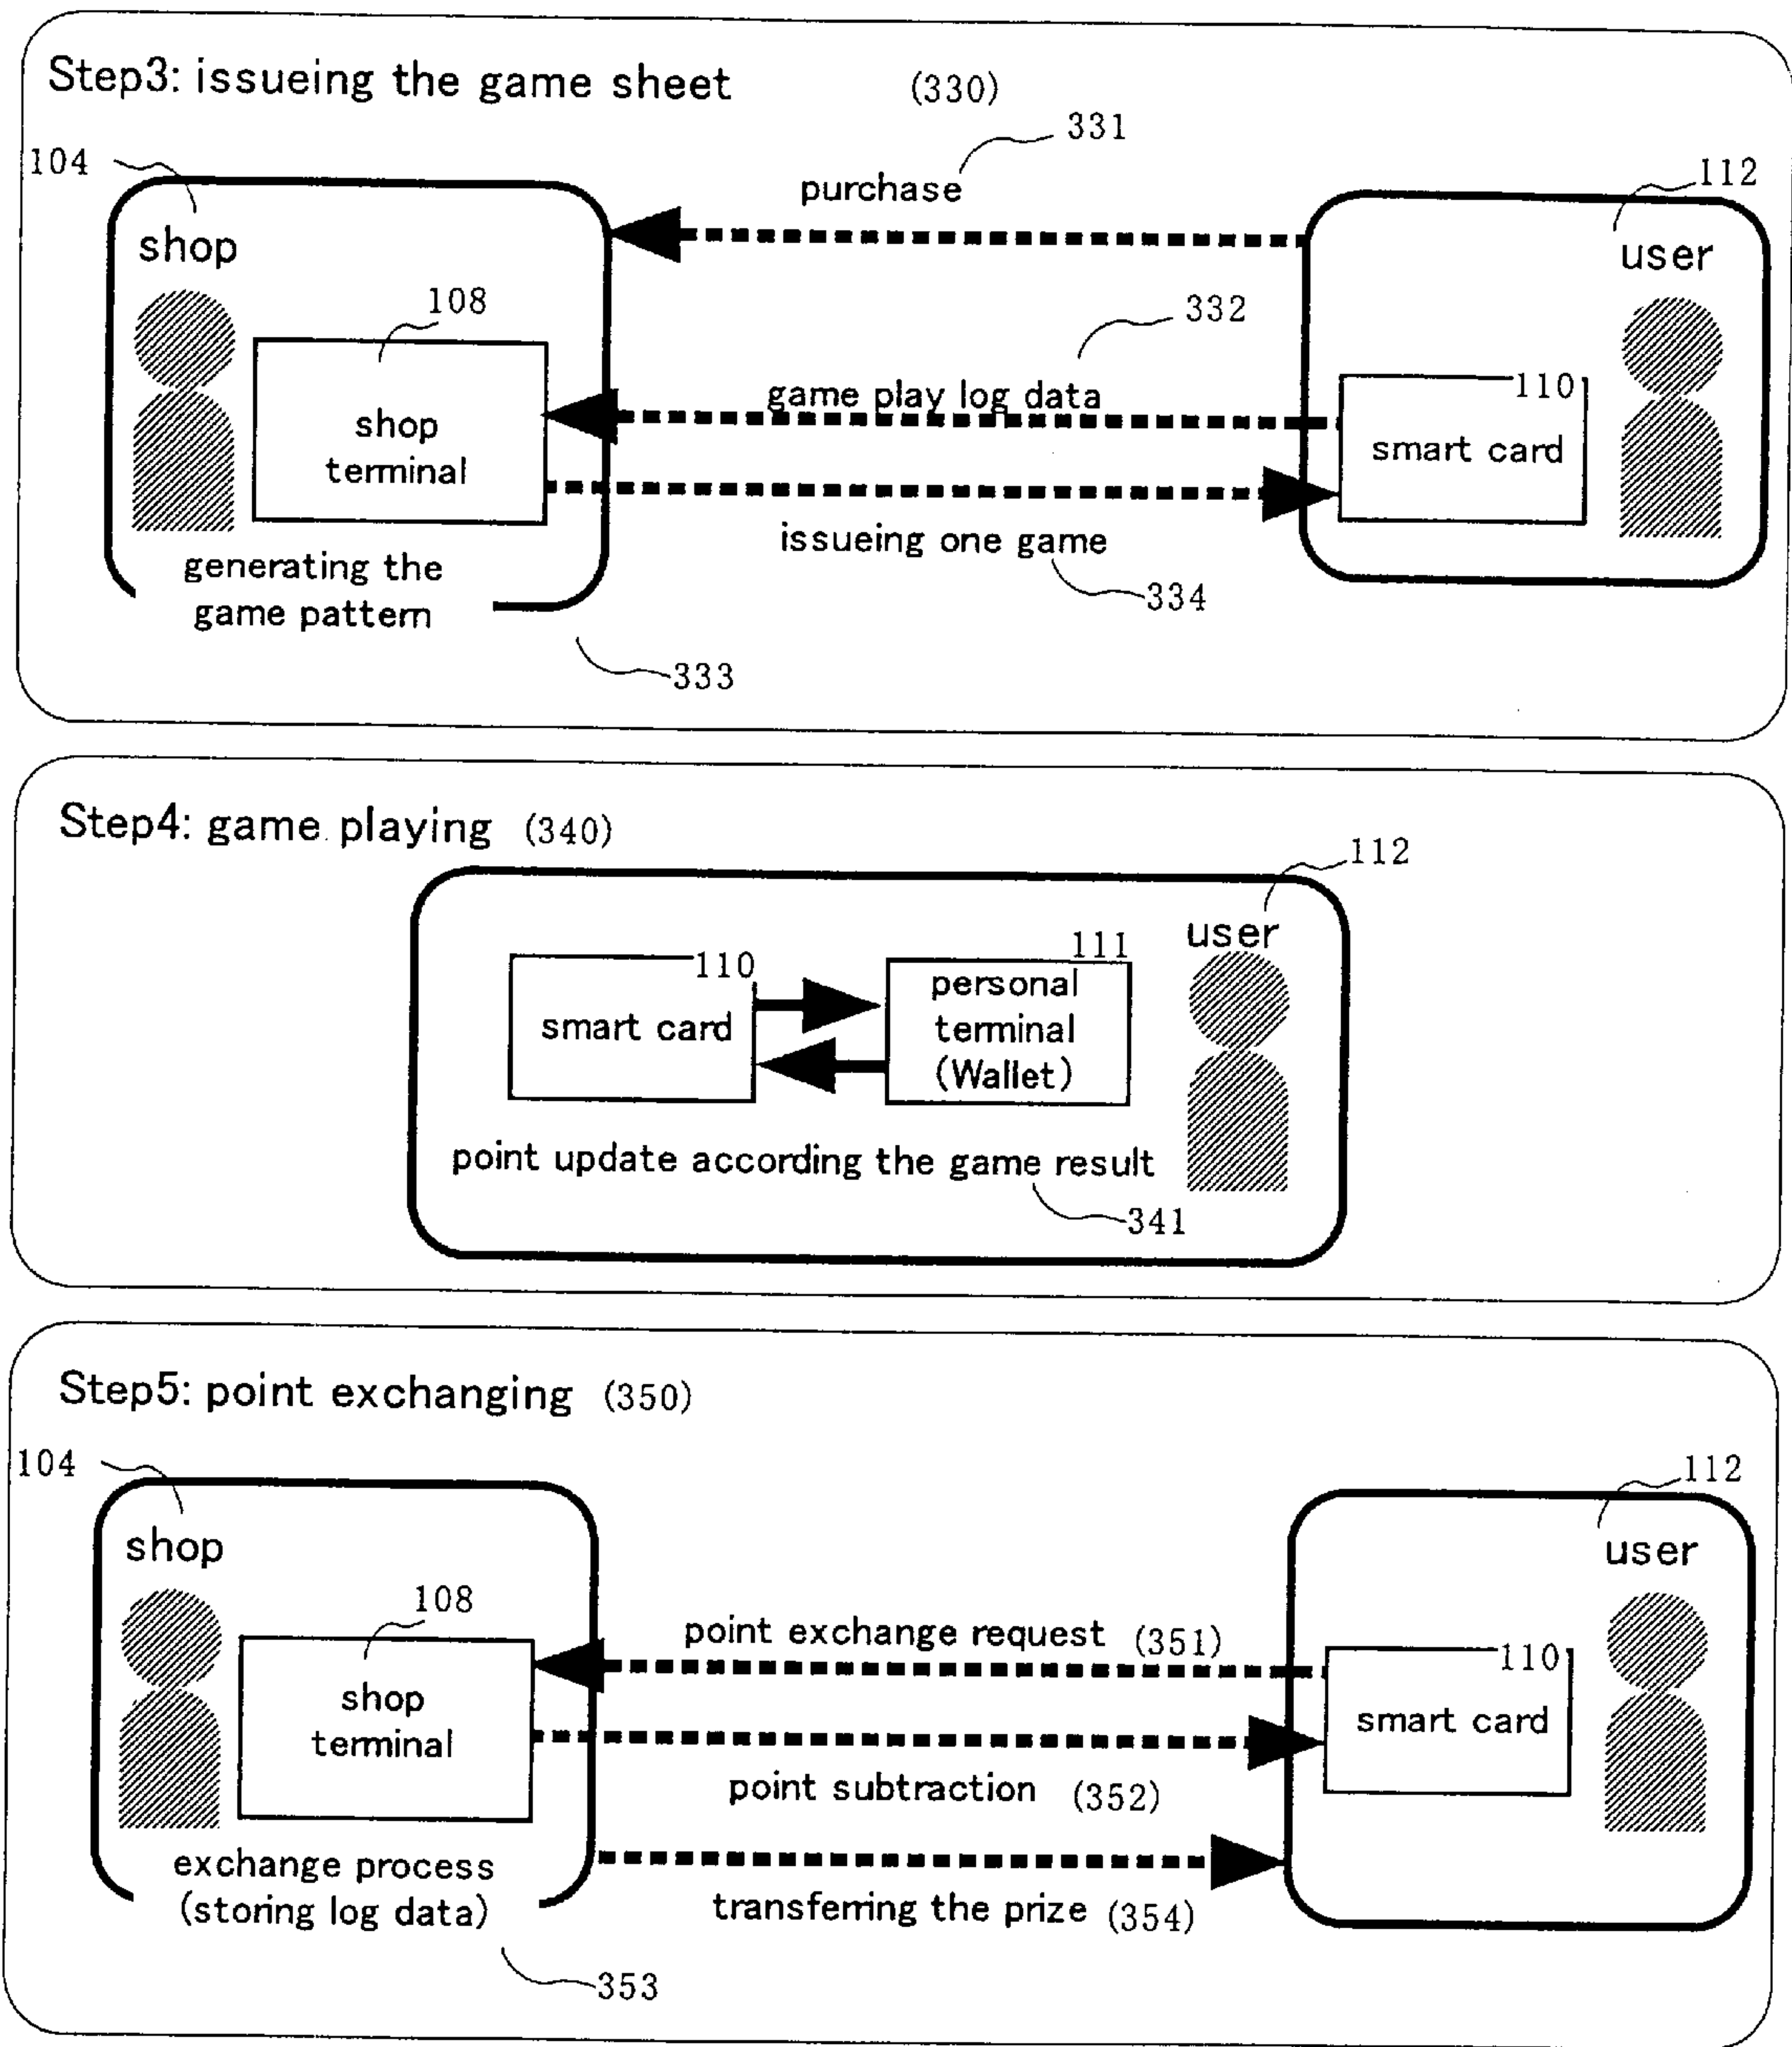 Step3: issueing the game sheet (330)
331
104
purchase
112
shop
user
108
332
110
game play log data
shop
terminal
smart card
issueing one game
generating the
game pattern
334
333
Step4: game playing (340)
112
user
110
111
smart card
personal
terminal
(Wallet)
point update according the game result
341
Step5: point exchanging (350)
104
112
shop
user
108
point exchange request (351)
110
shop
terminal
smart card
point subtraction (352)
exchange process
(storing log data)
transferring the prize (354)
353